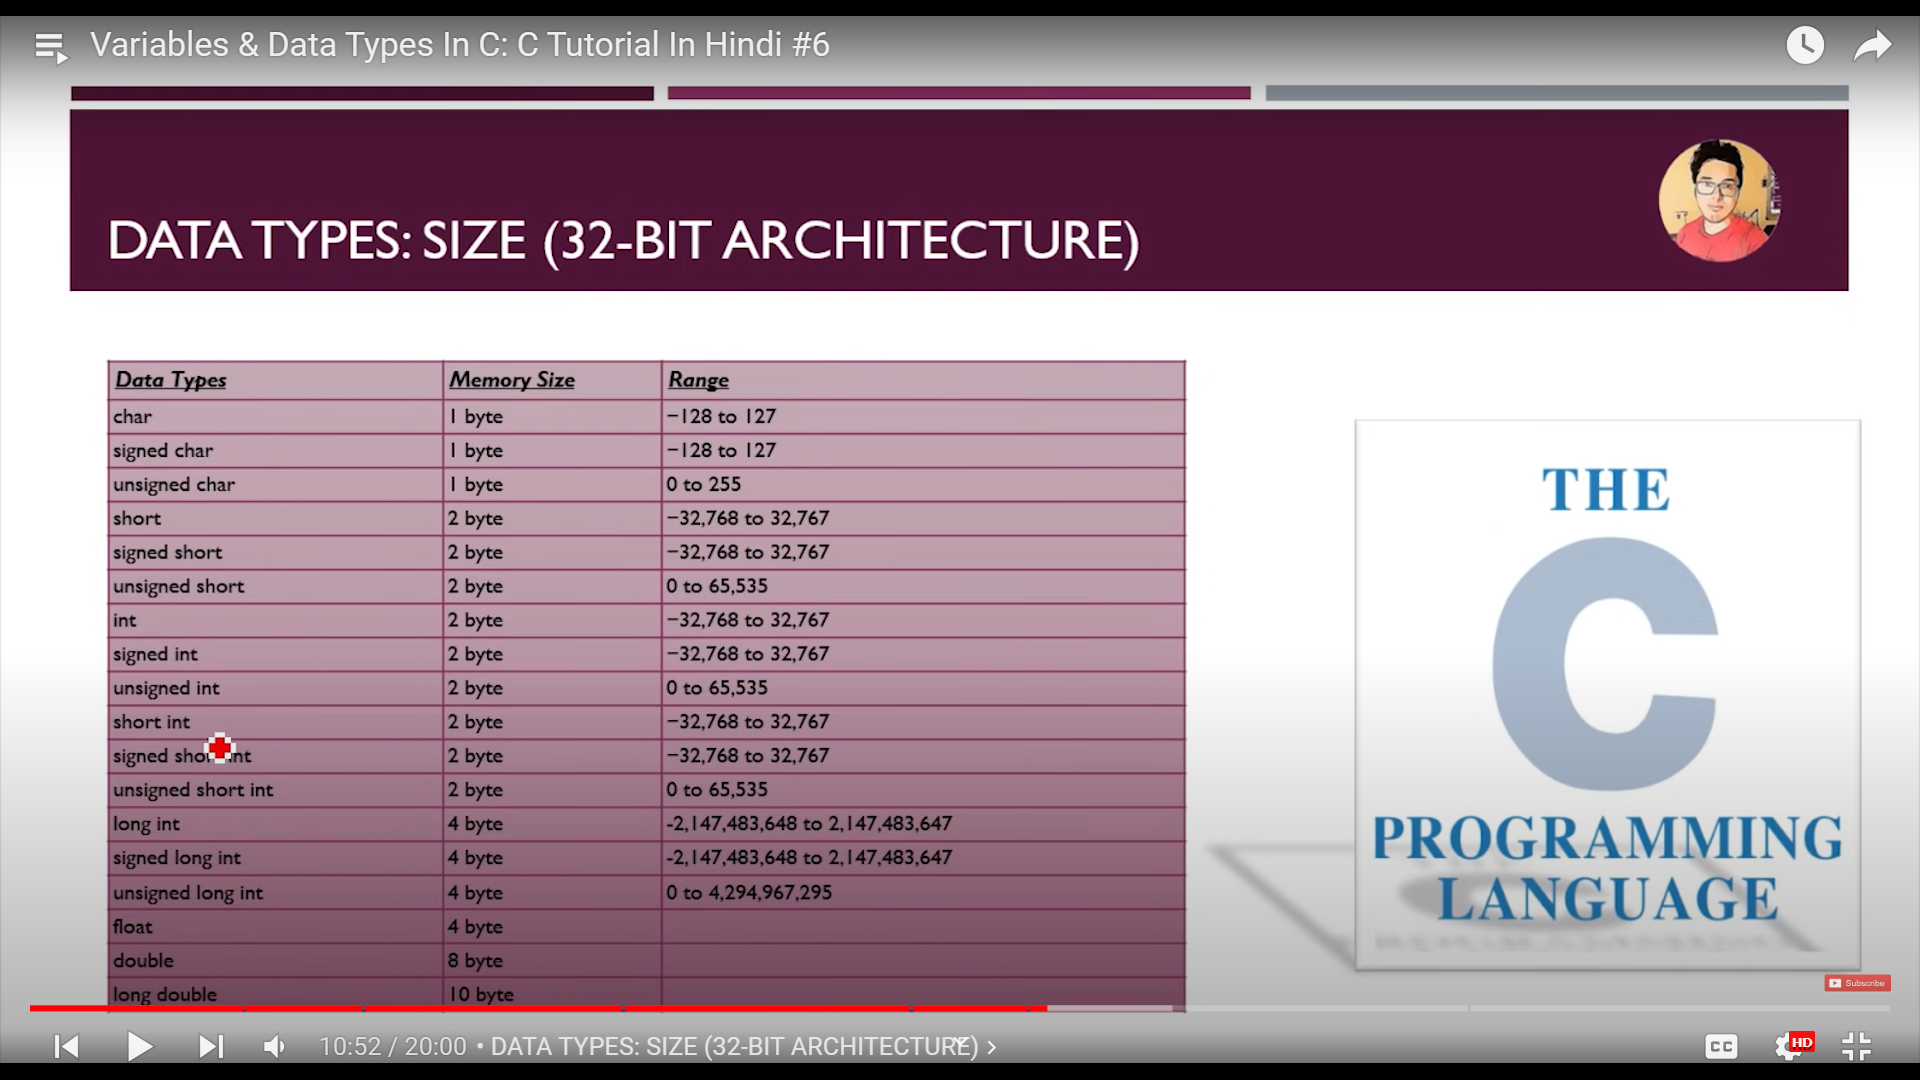 Variables & Data Types In C: C Tutorial In Hindi #6
DATA TYPES: SIZE (32-BIT ARCHITECTURE)
Data Types Memory Size Range
char 1 byte −128 to 127
signed char 1 byte −128 to 127
unsigned char 1 byte 0 to 255
short 2 byte −32,768 to 32,767
signed short 2 byte −32,768 to 32,767
unsigned short 2 byte 0 to 65,535
int 2 byte −32,768 to 32,767
signed int 2 byte −32,768 to 32,767
unsigned int 2 byte 0 to 65,535
short int 2 byte −32,768 to 32,767
signed short int 2 byte −32,768 to 32,767
unsigned short int 2 byte 0 to 65,535
long int 4 byte -2,147,483,648 to 2,147,483,647
signed long int 4 byte -2,147,483,648 to 2,147,483,647
unsigned long int 4 byte 0 to 4,294,967,295
float 4 byte
double 8 byte
long double 10 byte
THE
C
PROGRAMMING
LANGUAGE
Subscribe
10:52 / 20:00 • DATA TYPES: SIZE (32-BIT ARCHITECTURE)
CC
HD